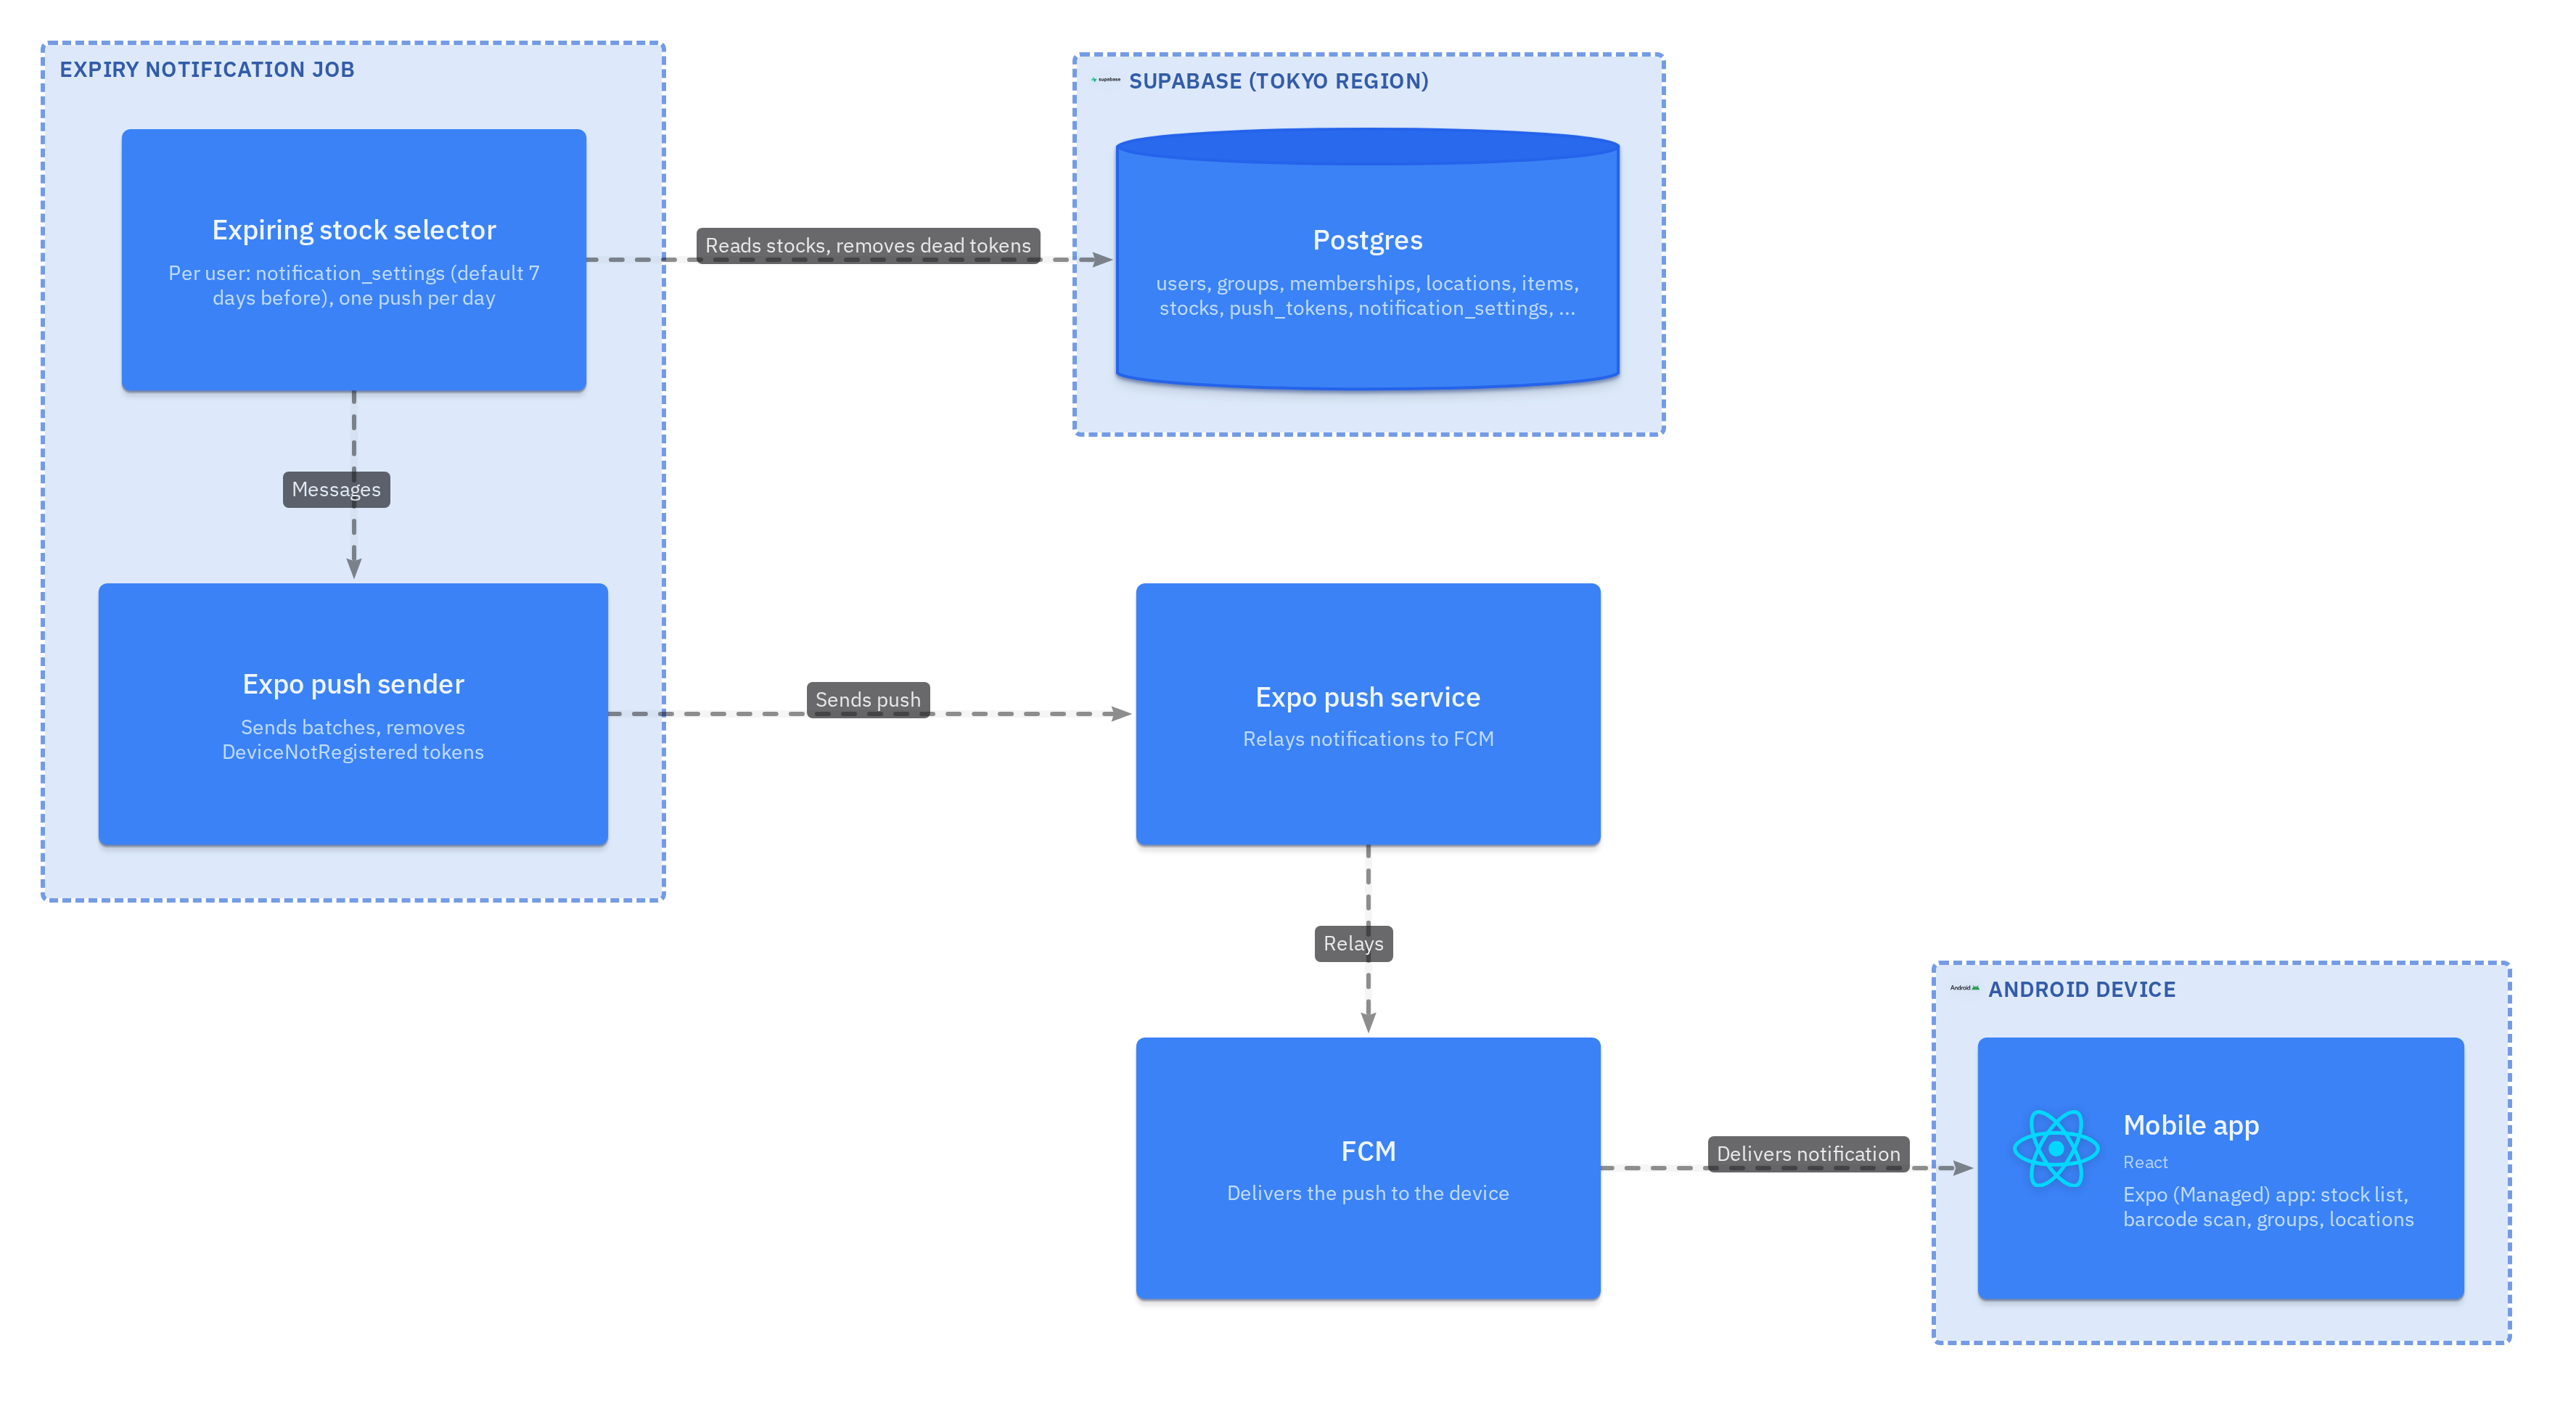 EXPIRY NOTIFICATION JOB
Expiring stock selector
Per user: notification_settings (default 7
days before), one push per day
Reads stocks, removes dead tokens
supabase
SUPABASE (TOKYO REGION)
Postgres
users, groups, memberships, locations, items,
stocks, push_tokens, notification_settings, ...
Messages
Expo push sender
Sends batches, removes
DeviceNotRegistered tokens
Sends push
Expo push service
Relays notifications to FCM
Relays
FCM
Delivers the push to the device
Delivers notification
Android
ANDROID DEVICE
Mobile app
React
Expo (Managed) app: stock list,
barcode scan, groups, locations